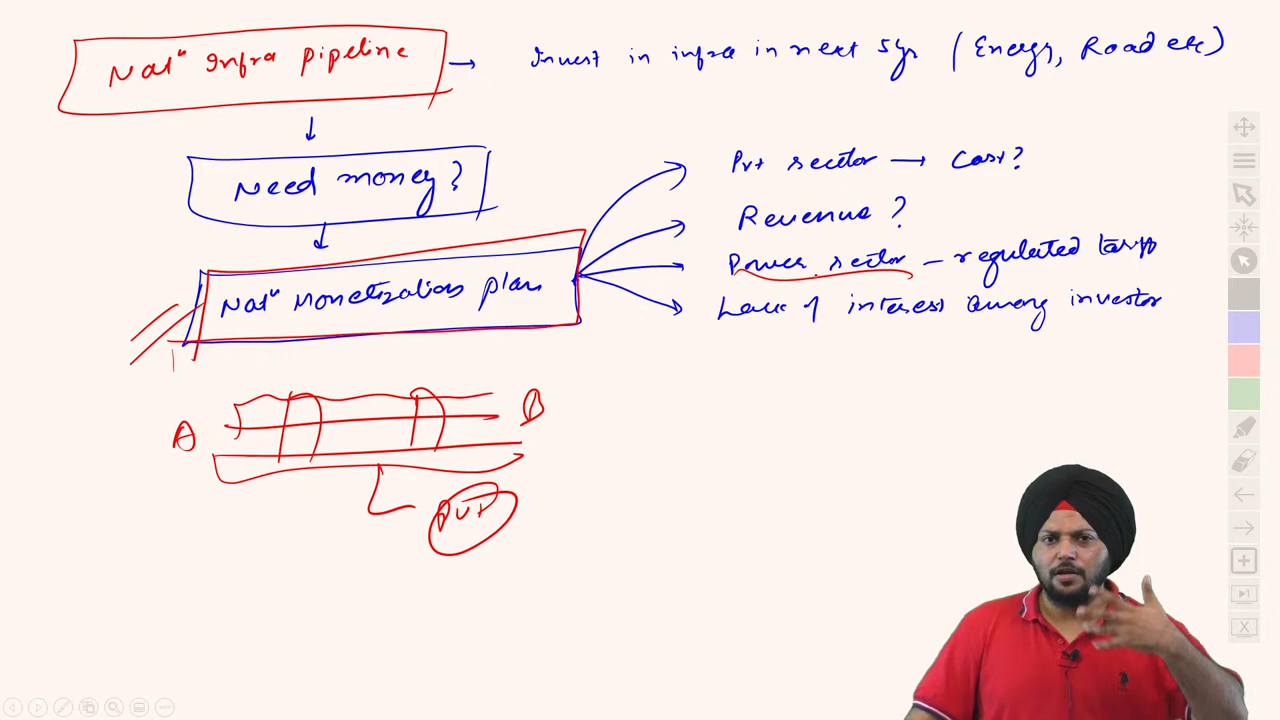 Natⁿ Infra pipeline → Invest in infra in next 5yr (Energy, Road etc)
Need money?
Natⁿ Monetization plan
Pvt sector → Cost?
Revenue?
Power sector – regulated tariff
Lack of interest among investor
A B
Pvt